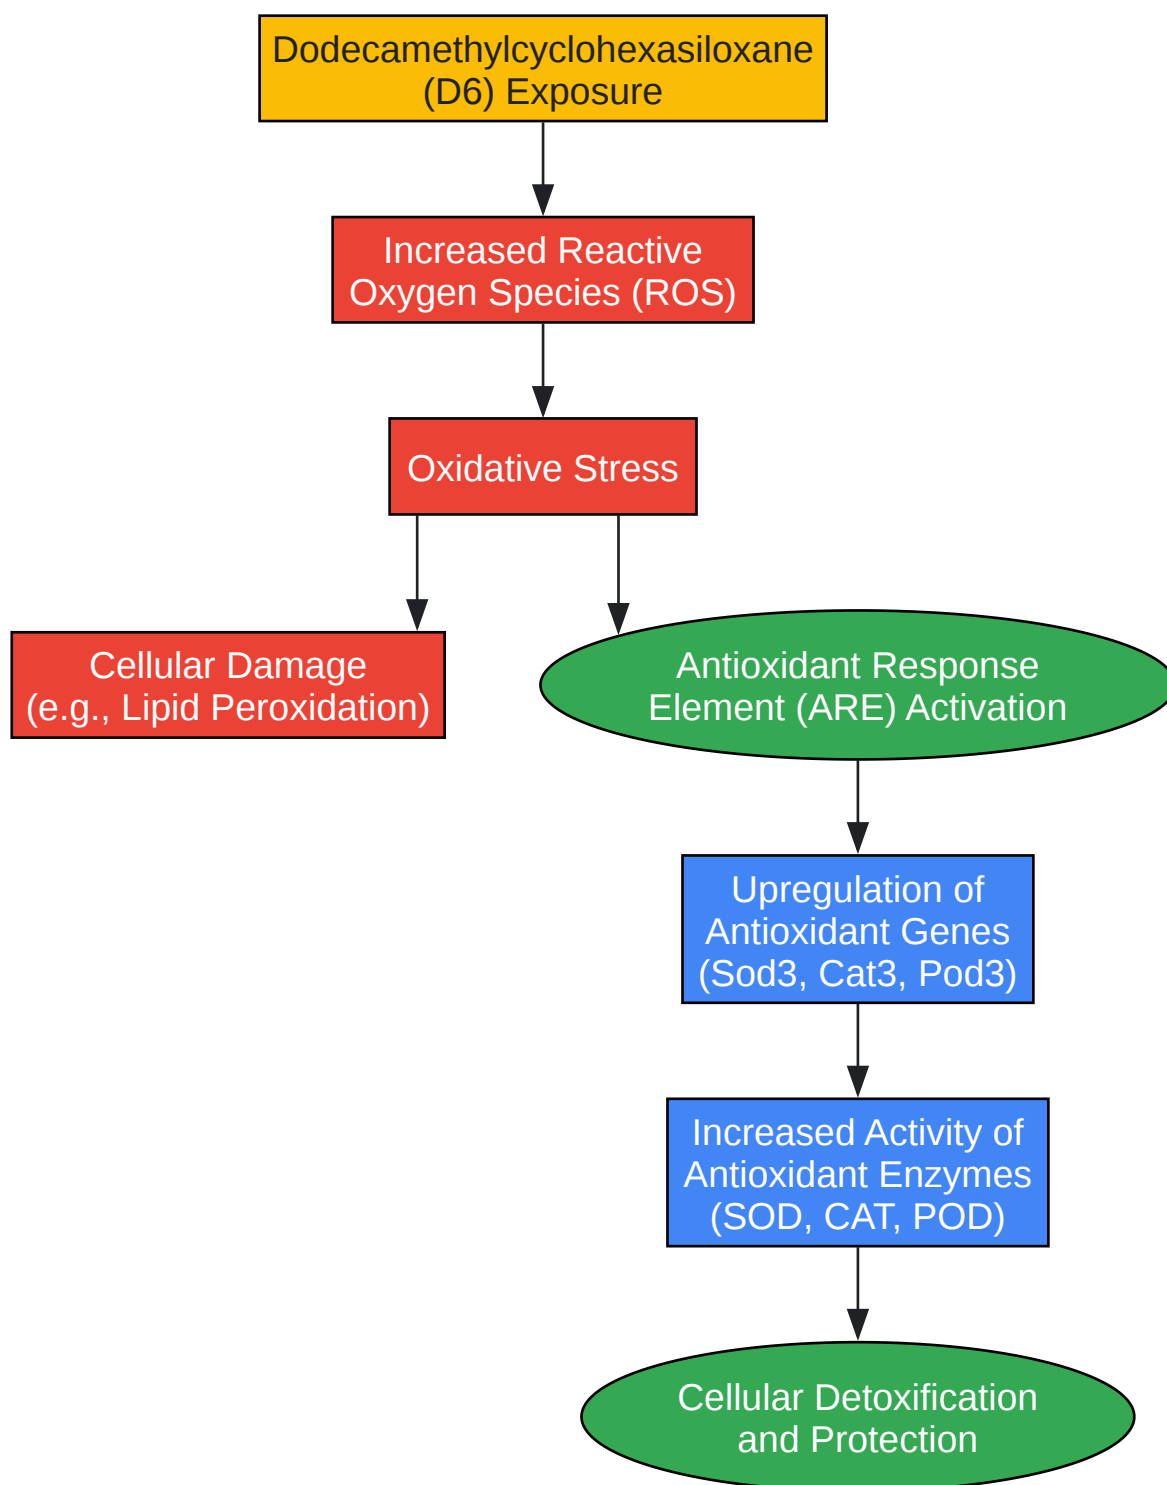 Dodecamethylcyclohexasiloxane
(D6) Exposure
Increased Reactive
Oxygen Species (ROS)
Oxidative Stress
Cellular Damage
(e.g., Lipid Peroxidation)
Antioxidant Response
Element (ARE) Activation
Upregulation of
Antioxidant Genes
(Sod3, Cat3, Pod3)
Increased Activity of
Antioxidant Enzymes
(SOD, CAT, POD)
Cellular Detoxification
and Protection